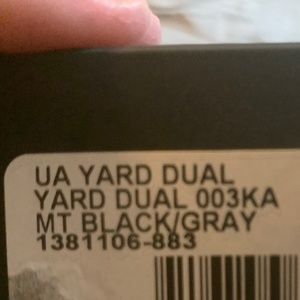 UA YARD DUAL
YARD DUAL 003KA
MT BLACK/GRAY
1381106-883